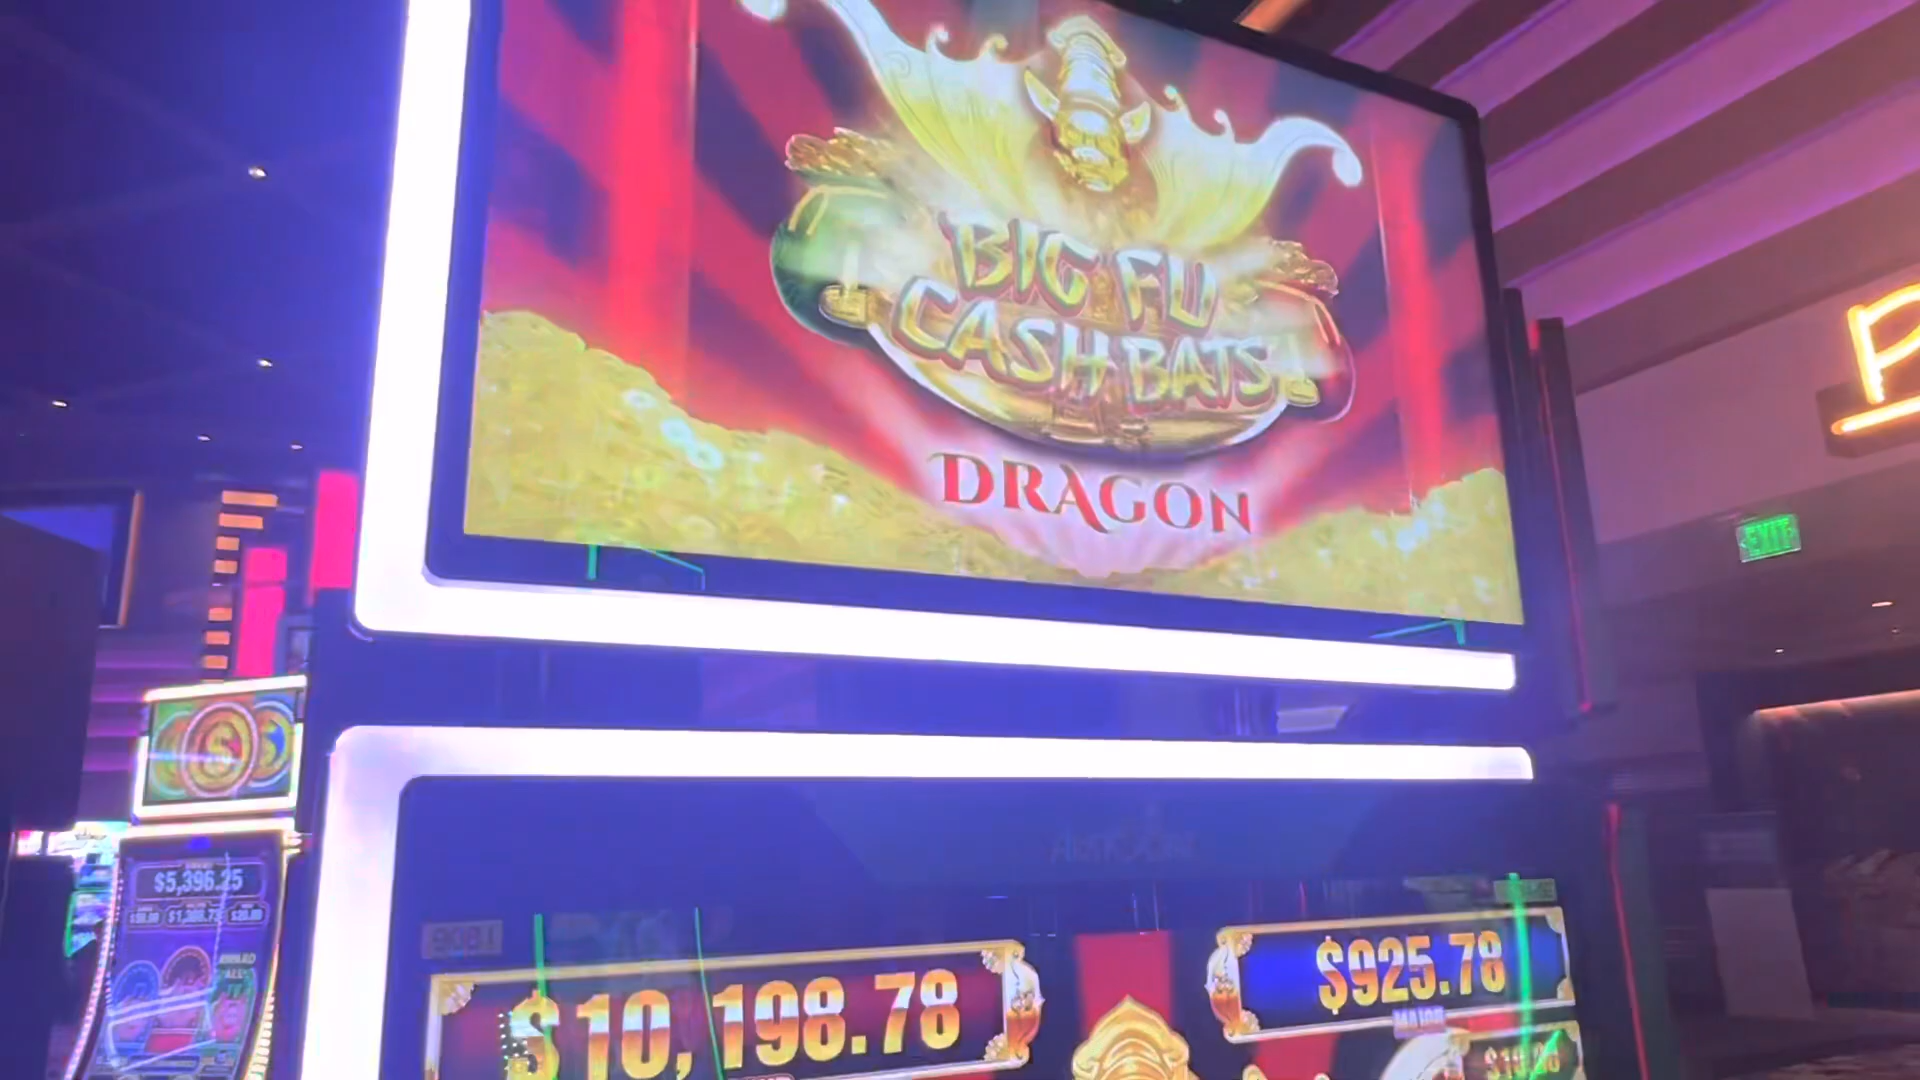 BIG FU
CASH BATS
DRAGON
P
EXIT
$5,396.25
$10,198.78
$925.78
MAJOR